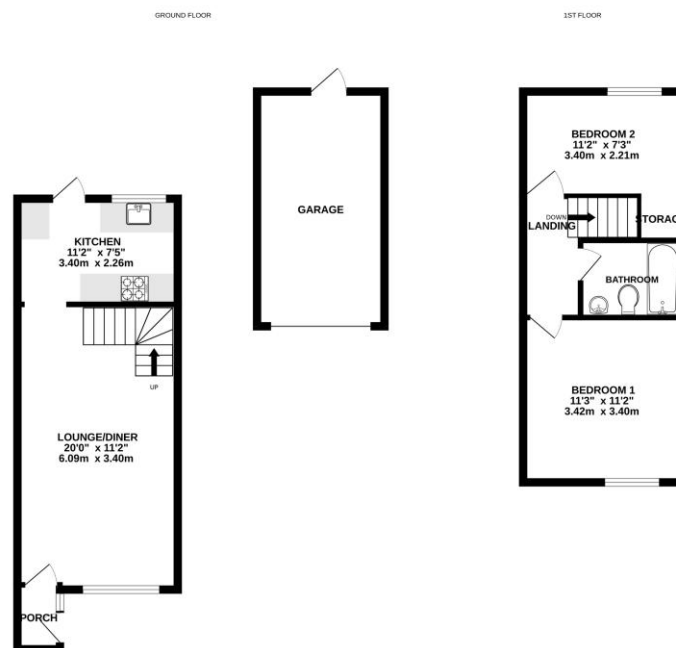 GROUND FLOOR
1ST FLOOR
GARAGE
KITCHEN
11'2" x 7'5"
3.40m x 2.26m
UP
LOUNGE/DINER
20'0" x 11'2"
6.09m x 3.40m
PORCH
BEDROOM 2
11'2" x 7'3"
3.40m x 2.21m
DOWN
LANDING
STORAG
BATHROOM
BEDROOM 1
11'3" x 11'2"
3.42m x 3.40m